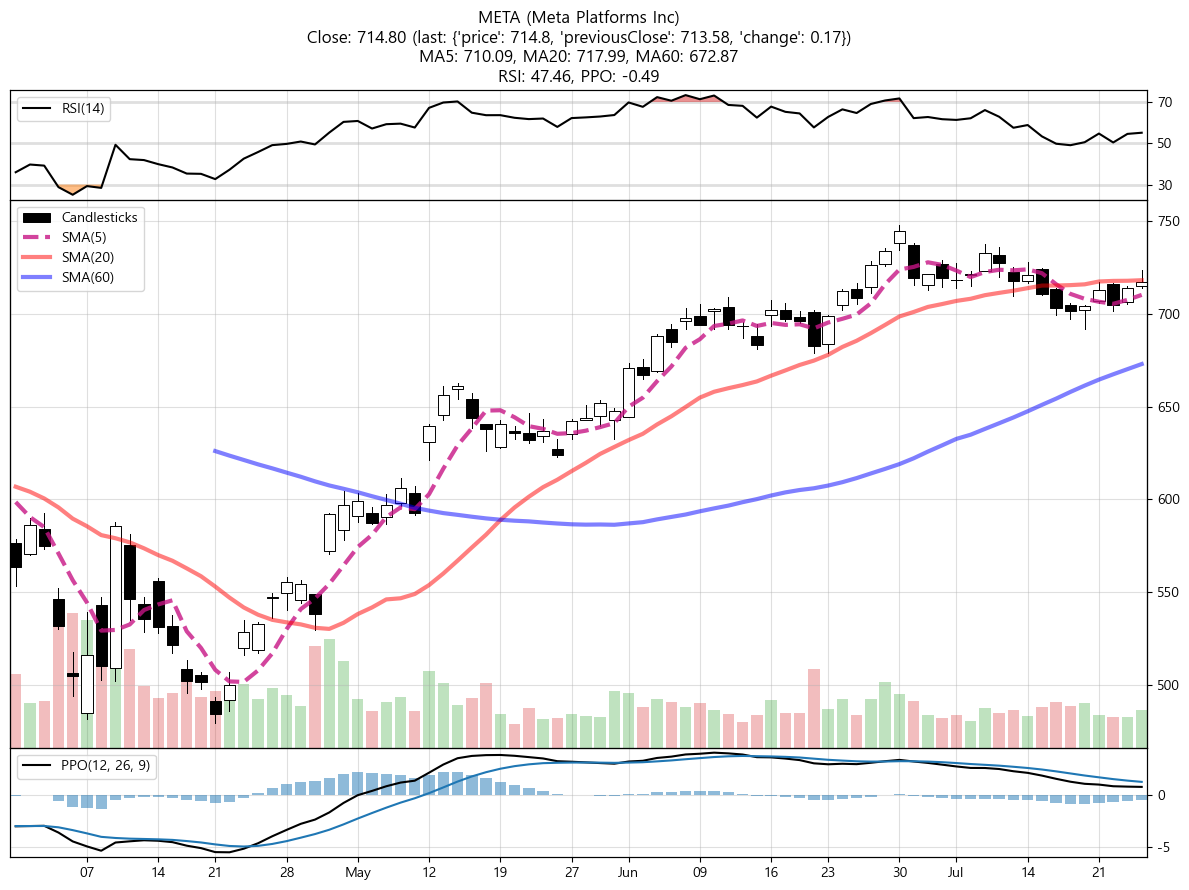 META (Meta Platforms Inc)
Close: 714.80 (last: {'price': 714.8, 'previousClose': 713.58, 'change': 0.17})
MA5: 710.09, MA20: 717.99, MA60: 672.87
RSI: 47.46, PPO: -0.49
RSI(14)
70
50
30
Candlesticks
SMA(5)
SMA(20)
SMA(60)
750
700
650
600
550
500
PPO(12, 26, 9)
0
-5
07 14 21 28 May 12 19 27 Jun 09 16 23 30 Jul 14 21